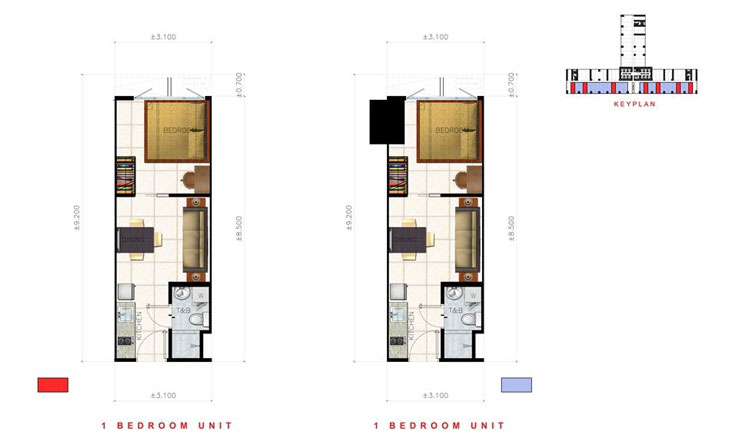 ±3,100
±3,100
±0,700
±0,700
KEYPLAN
BEDROOM
BEDROOM
±9,200
±8,500
±9,200
±8,500
DINING
DINING
W
W
T&B
T&B
KITCHEN
KITCHEN
±3,100
±3,100
1 BEDROOM UNIT
1 BEDROOM UNIT